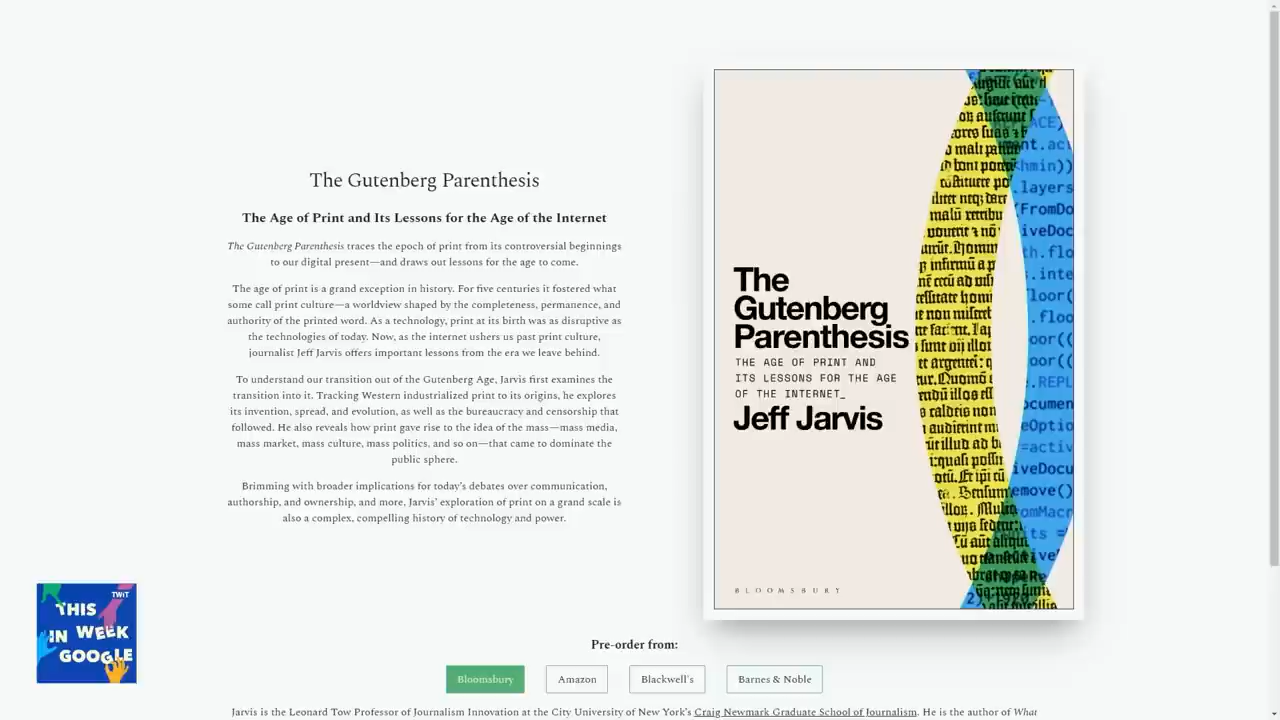 The Gutenberg Parenthesis
The Age of Print and Its Lessons for the Age of the Internet
The Gutenberg Parenthesis traces the epoch of print from its controversial beginnings
to our digital present—and draws out lessons for the age to come.
The age of print is a grand exception in history. For five centuries it fostered what
some call print culture—a worldview shaped by the completeness, permanence, and
authority of the printed word. As a technology, print at its birth was as disruptive as
the technologies of today. Now, as the internet ushers us past print culture,
journalist Jeff Jarvis offers important lessons from the era we leave behind.
To understand our transition out of the Gutenberg Age, Jarvis first examines the
transition into it. Tracking Western industrialized print to its origins, he explores
its invention, spread, and evolution, as well as the bureaucracy and censorship that
followed. He also reveals how print gave rise to the idea of the mass—mass media,
mass market, mass culture, mass politics, and so on—that came to dominate the
public sphere.
Brimming with broader implications for today's debates over communication,
authorship, and ownership, and more, Jarvis' exploration of print on a grand scale is
also a complex, compelling history of technology and power.
The
Gutenberg
Parenthesis
THE AGE OF PRINT AND
ITS LESSONS FOR THE AGE
OF THE INTERNET_
Jeff Jarvis
BLOOMSBURY
TWiT
THIS
IN WEEK
GOOGLE
Pre-order from:
Bloomsbury
Amazon
Blackwell's
Barnes & Noble
Jarvis is the Leonard Tow Professor of Journalism Innovation at the City University of New York's Craig Newmark Graduate School of Journalism. He is the author of What